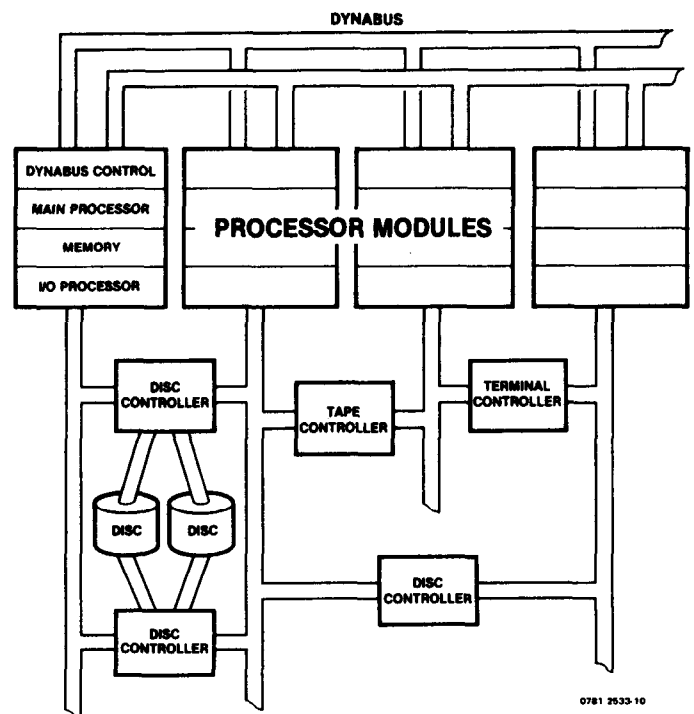 DYNABUS
DYNABUS CONTROL
MAIN PROCESSOR
MEMORY
I/O PROCESSOR
PROCESSOR MODULES
DISC
CONTROLLER
TAPE
CONTROLLER
TERMINAL
CONTROLLER
DISC
DISC
DISC
CONTROLLER
DISC
CONTROLLER
0781 2533-10